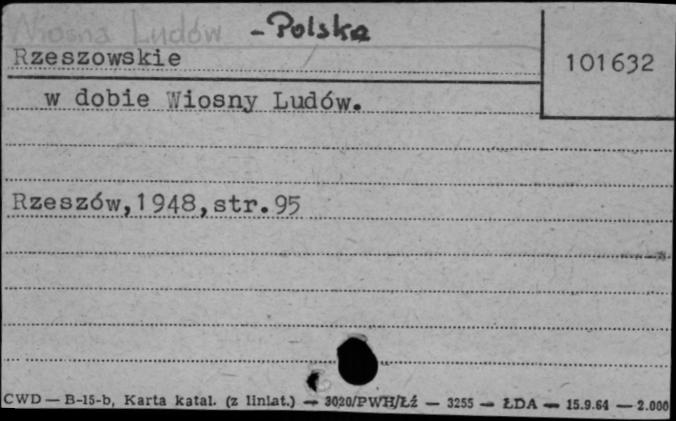 Wiosna Ludów - Polska
Rzeszowskie
101632
w dobie Wiosny Ludów.
Rzeszów,1948,str.95
CWD — B-15-b, Karta katal. (z liniat.) — 3020/PWH/Łź — 3255 — ŁDA — 15.9.64 — 2.000